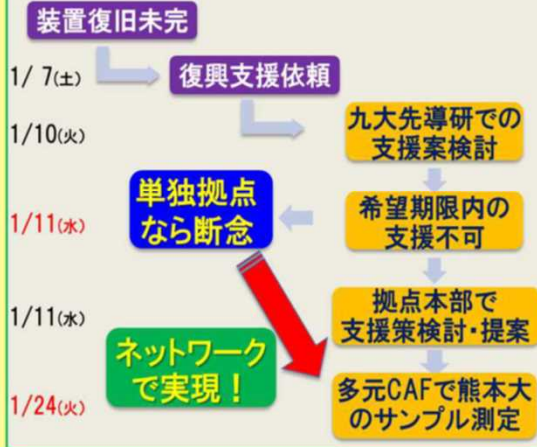 装置復旧未完
1/ 7(土)
復興支援依頼
1/10(火)
九大先導研での
支援案検討
単独拠点
なら断念
1/11(水)
希望期限内の
支援不可
1/11(水)
拠点本部で
支援策検討・提案
ネットワーク
で実現！
1/24(火)
多元CAFで熊本大
のサンプル測定